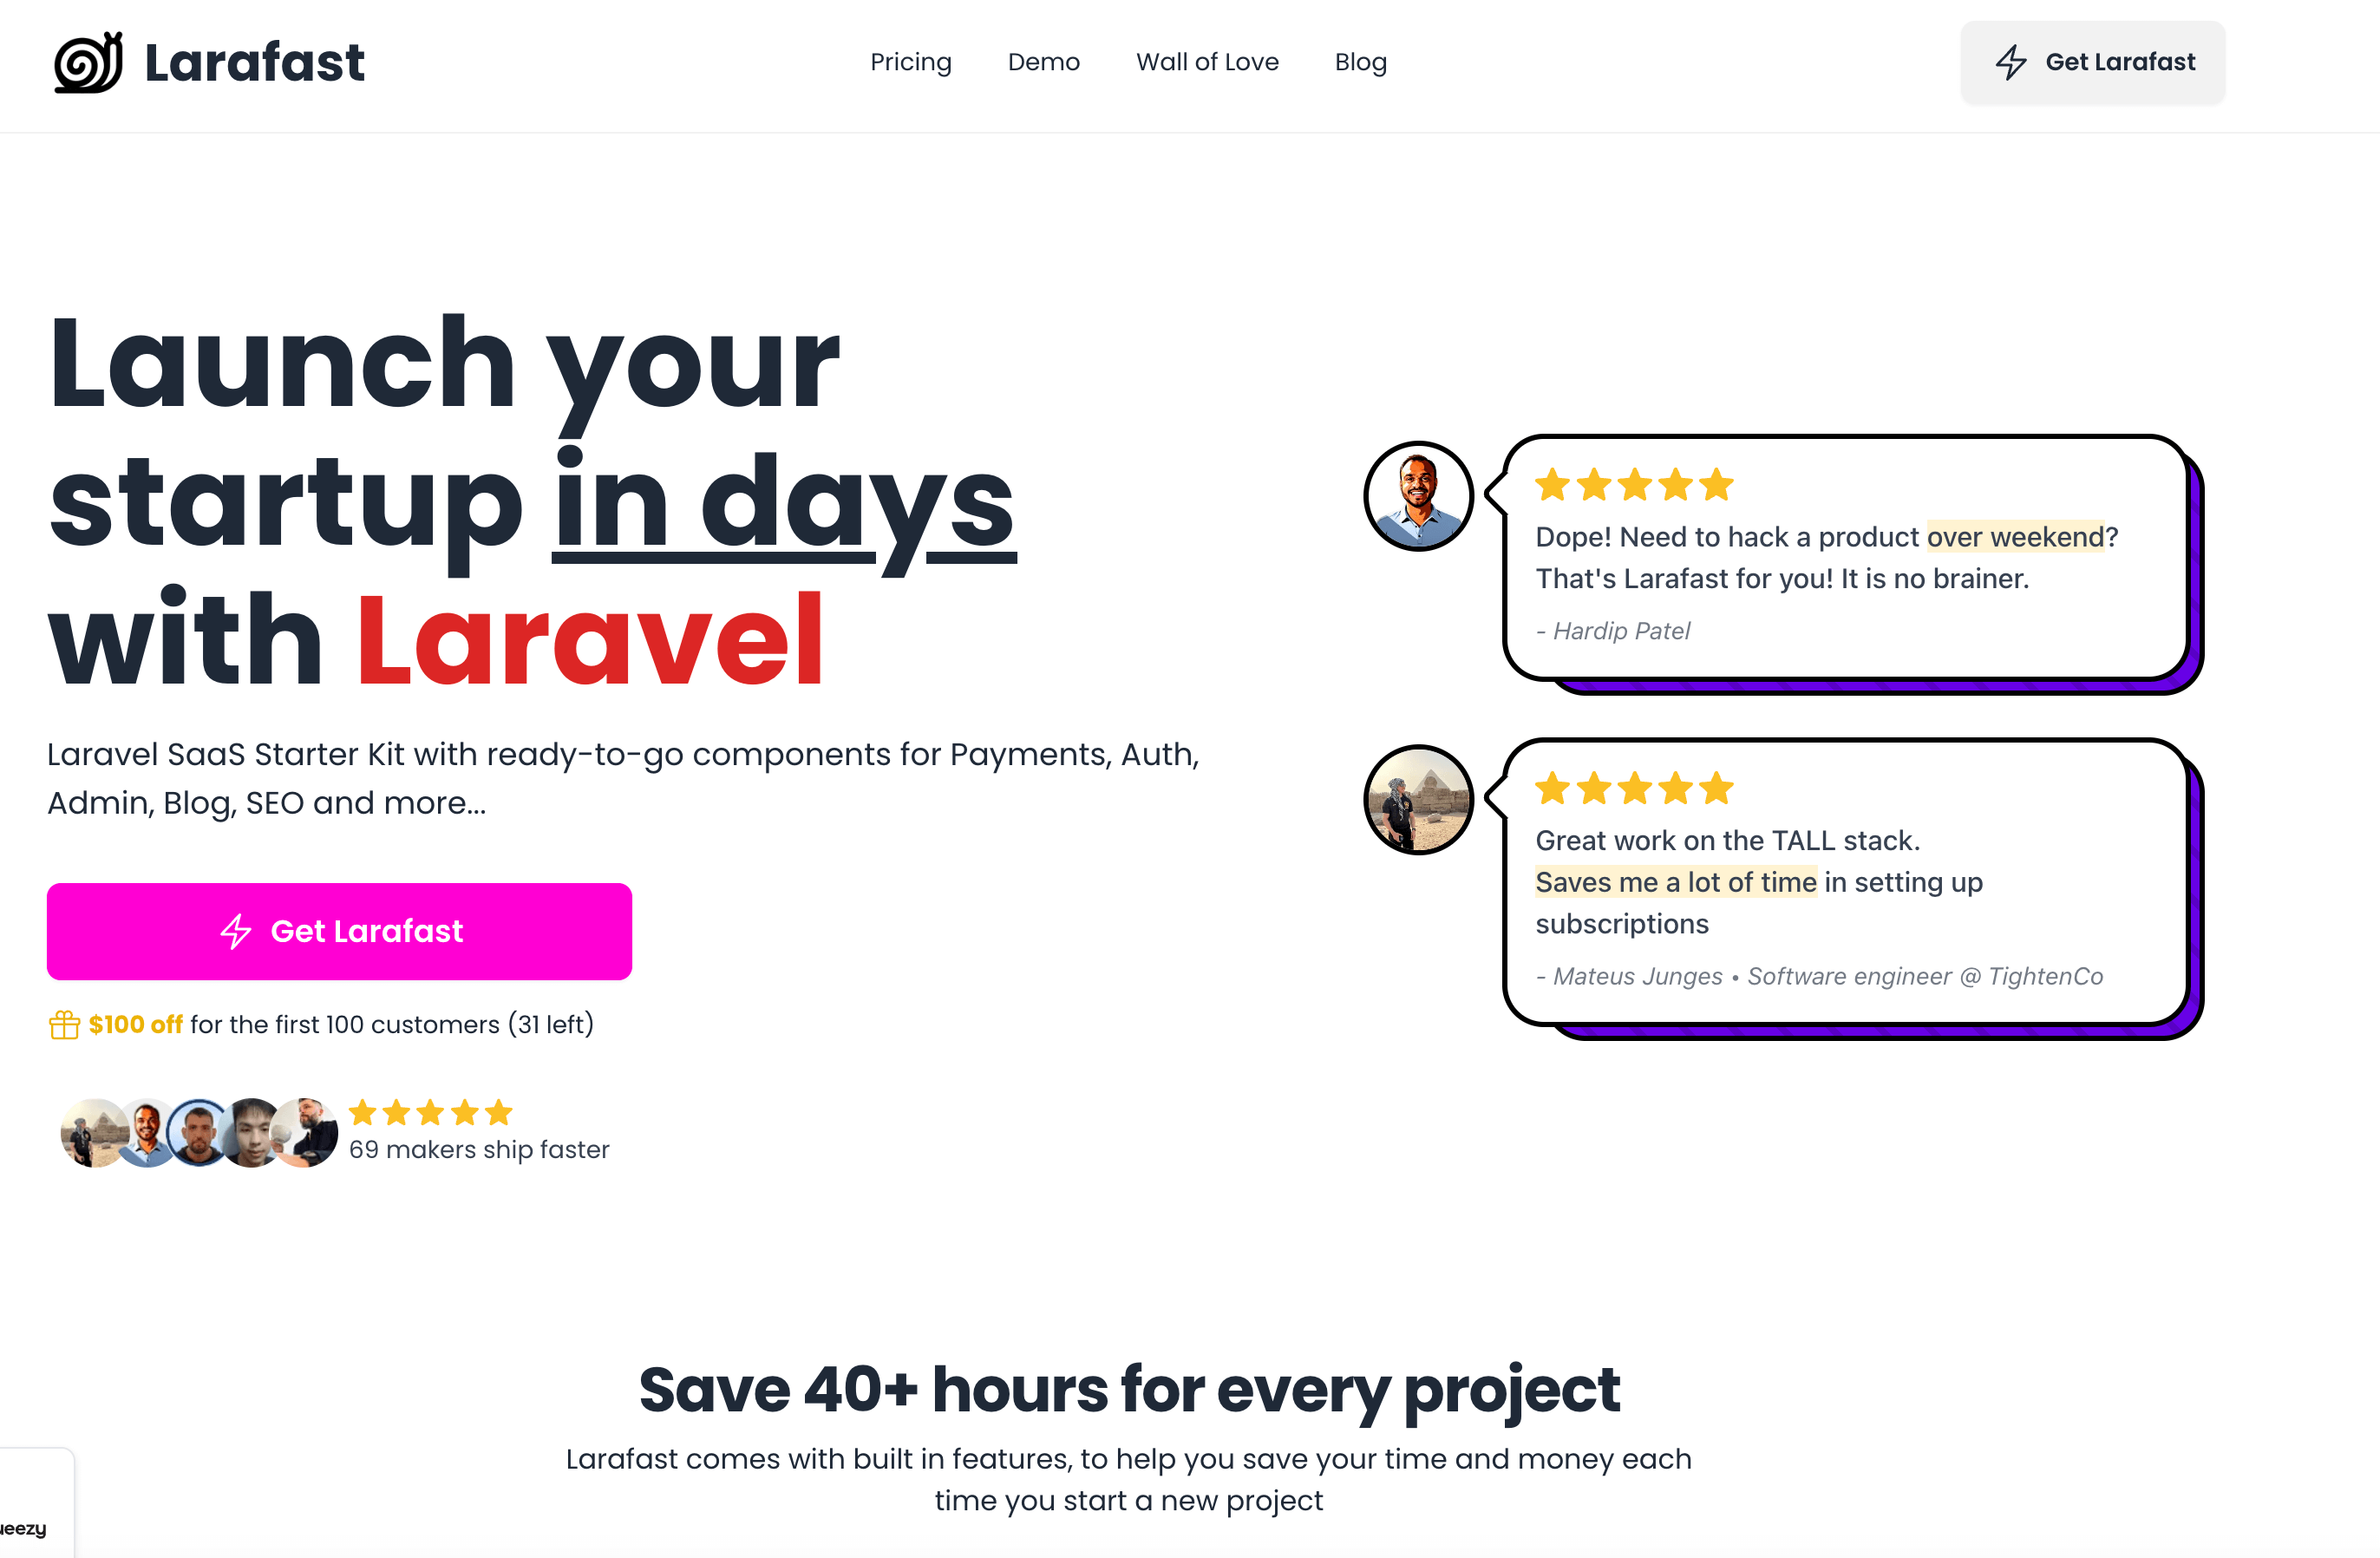 Larafast
Pricing
Demo
Wall of Love
Blog
Get Larafast
Launch your
startup in days
with Laravel
Laravel SaaS Starter Kit with ready-to-go components for Payments, Auth,
Admin, Blog, SEO and more...
Get Larafast
$100 off for the first 100 customers (31 left)
69 makers ship faster
Dope! Need to hack a product over weekend?
That's Larafast for you! It is no brainer.
- Hardip Patel
Great work on the TALL stack.
Saves me a lot of time in setting up
subscriptions
- Mateus Junges • Software engineer @ TightenCo
Save 40+ hours for every project
Larafast comes with built in features, to help you save your time and money each
time you start a new project